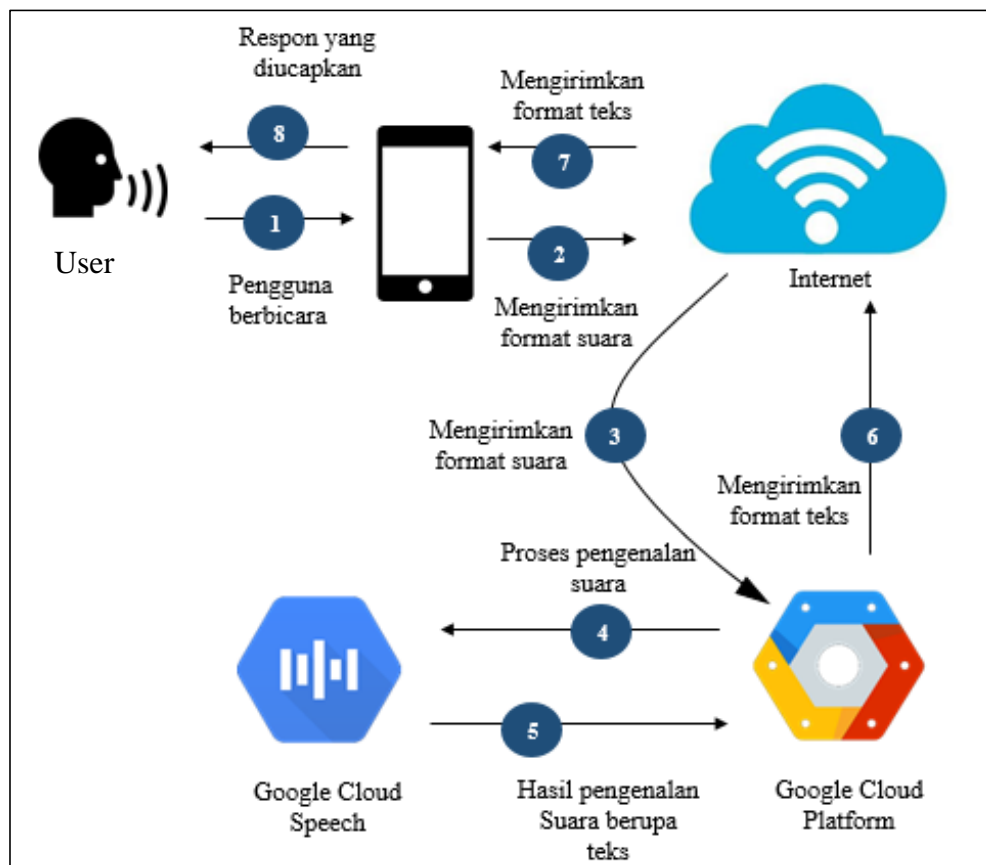 Respon yang
diucapkan
8
Mengirimkan
format teks
7
1
2
User
Pengguna
berbicara
Mengirimkan
format suara
Internet
Mengirimkan
format suara
3
6
Mengirimkan
format teks
Proses pengenalan
suara
4
5
Google Cloud
Speech
Hasil pengenalan
Suara berupa
teks
Google Cloud
Platform